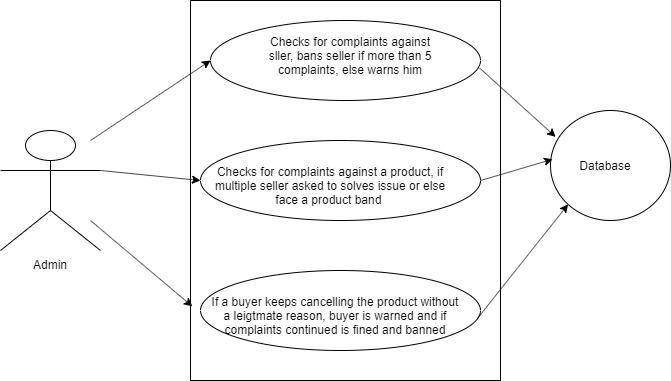 Checks for complaints against
sller, bans seller if more than 5
complaints, else warns him
Checks for complaints against a product, if
multiple seller asked to solves issue or else
face a product band
Database
Admin
If a buyer keeps cancelling the product without
a leigtmate reason, buyer is warned and if
complaints continued is fined and banned